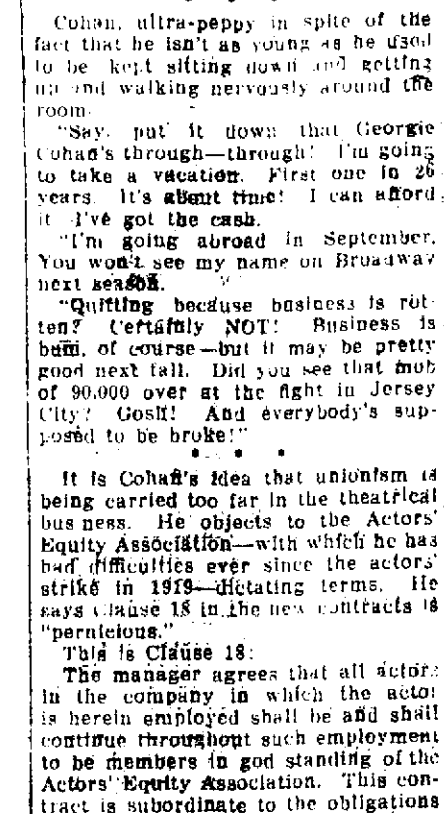 Cohan, ultra-peppy in spite of the
fact that he isn't as young as he used
to be kept sitting down and getting
up and walking nervously around the
room.
"Say, put it down that Georgie
Cohan's through—through! I'm going
to take a vacation. First one in 26
years. It's about time! I can afford
it I've got the cash.
"I'm going abroad in September.
You won't see my name on Broadway
next season.
"Quitting because business is rot-
ten? Certainly NOT! Business is
bum, of course—but it may be pretty
good next fall. Did you see that mob
of 90,000 over at the fight in Jersey
City? Gosh! And everybody's sup-
posed to be broke!"
* * * *
It is Cohan's idea that unionism is
being carried too far in the theatrical
bus ness. He objects to the Actors'
Equity Association—with which he has
had difficulties ever since the actors'
strike in 1919—dictating terms. He
says clause 18 in the new contracts is
"pernicious."
This is Clause 18:
The manager agrees that all actors
in the company in which the actor
is herein employed shall be and shall
continue throughout such employment
to be members in god standing of the
Actors' Equity Association. This con-
tract is subordinate to the obligations